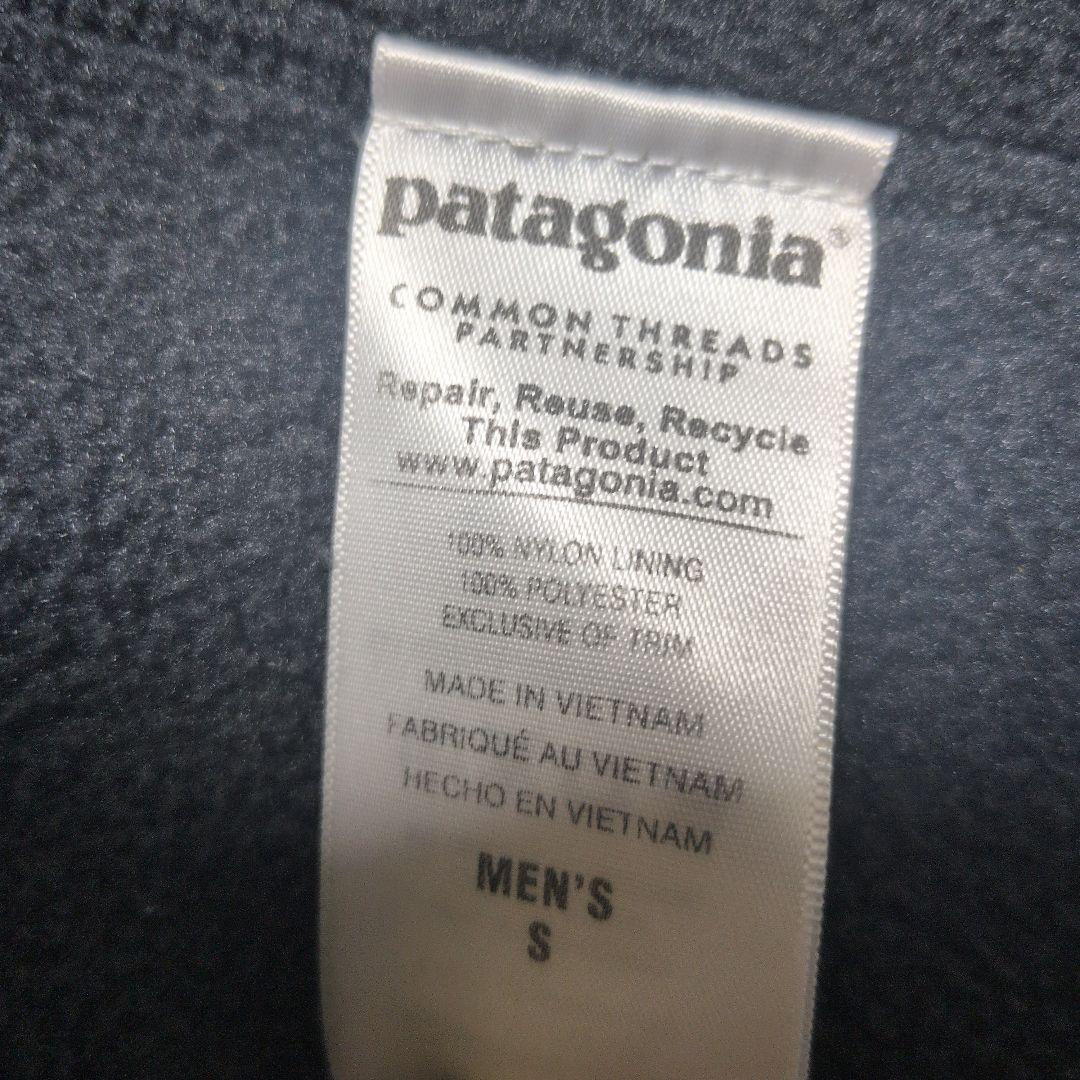 patagonia®
COMMON THREADS
PARTNERSHIP
Repair, Reuse, Recycle
This Product
www.patagonia.com
100% NYLON LINING
100% POLYESTER
EXCLUSIVE OF TRIM
MADE IN VIETNAM
FABRIQUÉ AU VIETNAM
HECHO EN VIETNAM
MEN'S
S